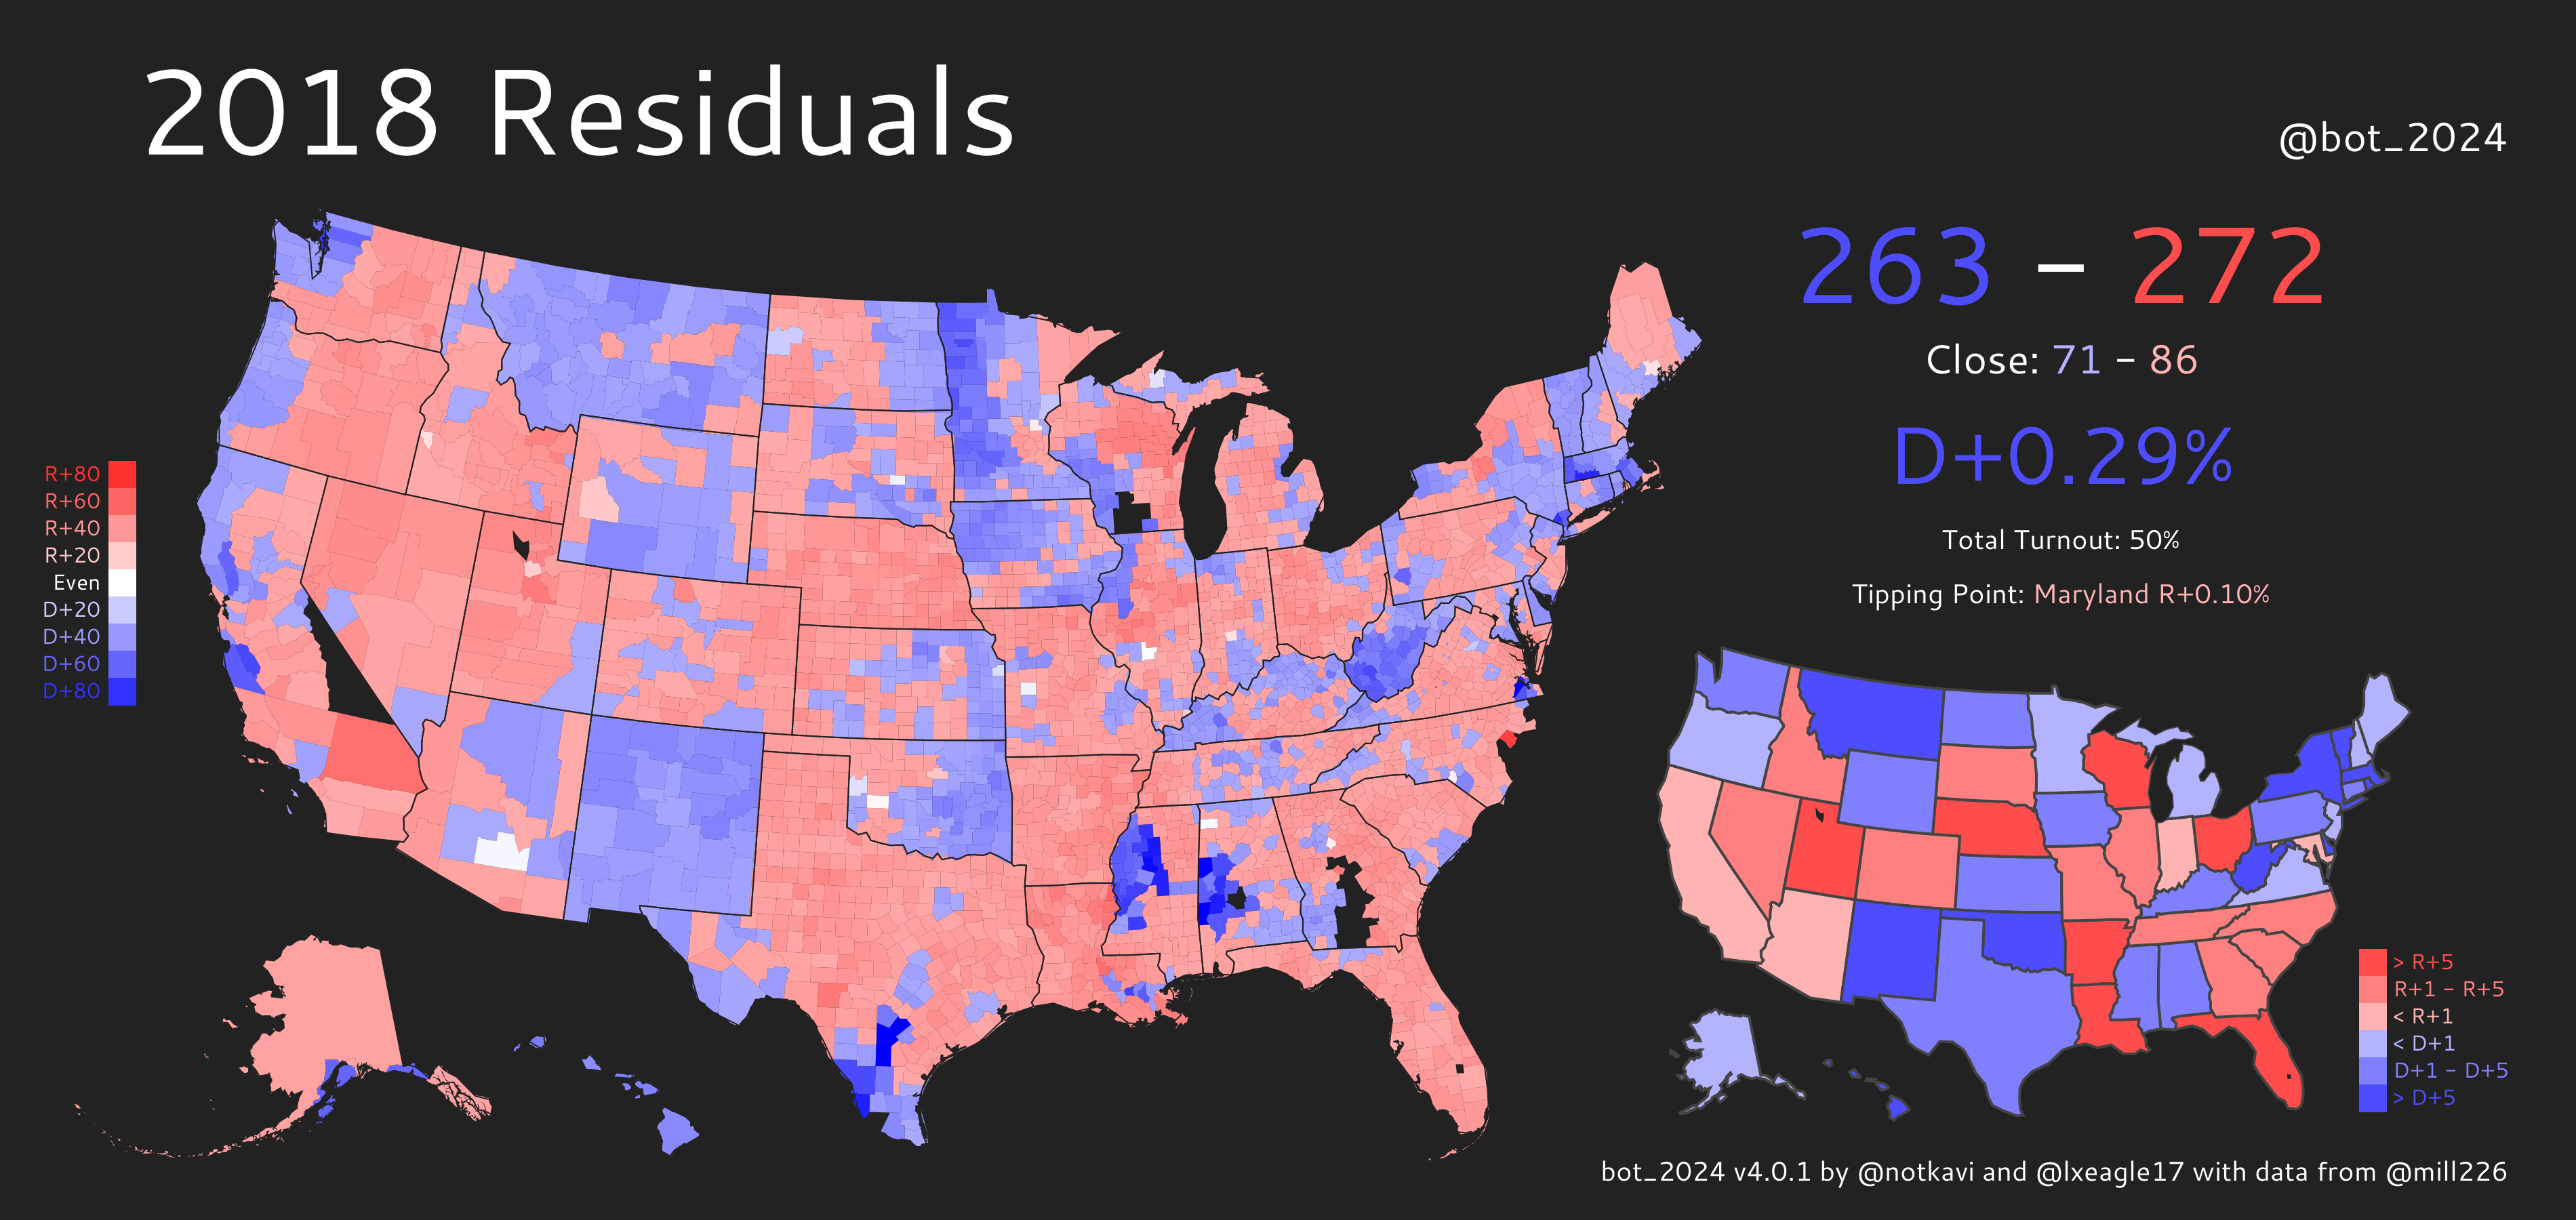 2018 Residuals
@bot_2024
263 – 272
Close: 71 – 86
D+0.29%
Total Turnout: 50%
Tipping Point: Maryland R+0.10%
R+80
R+60
R+40
R+20
Even
D+20
D+40
D+60
D+80
> R+5
R+1 – R+5
< R+1
< D+1
D+1 – D+5
> D+5
bot_2024 v4.0.1 by @notkavi and @lxeagle17 with data from @mill226